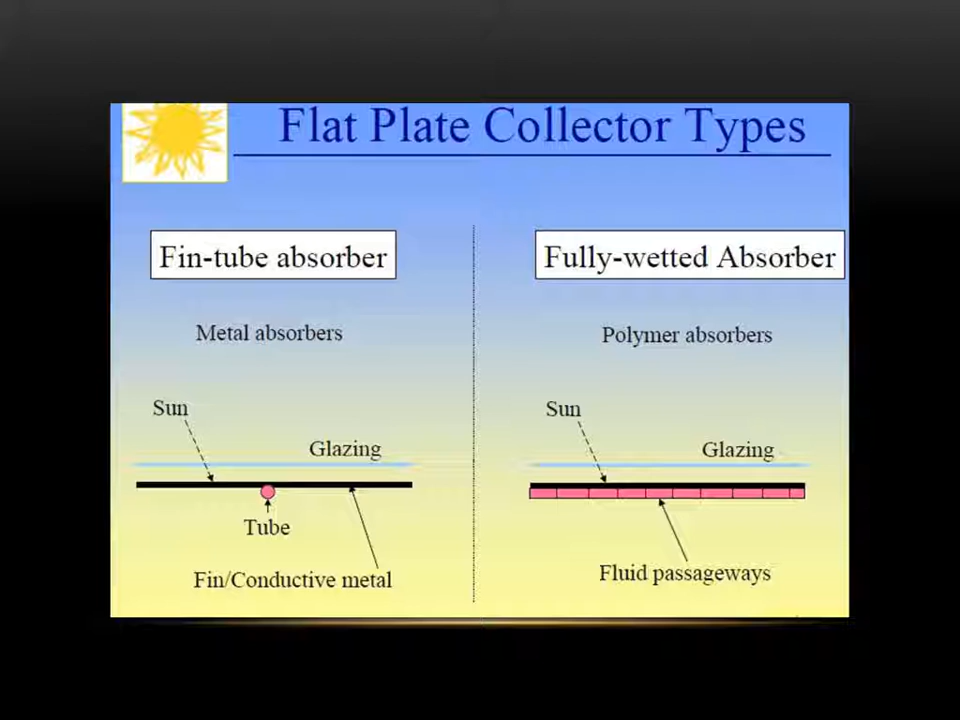 Flat Plate Collector Types
Fin-tube absorber
Metal absorbers
Sun
Glazing
Tube
Fin/Conductive metal
Fully-wetted Absorber
Polymer absorbers
Sun
Glazing
Fluid passageways